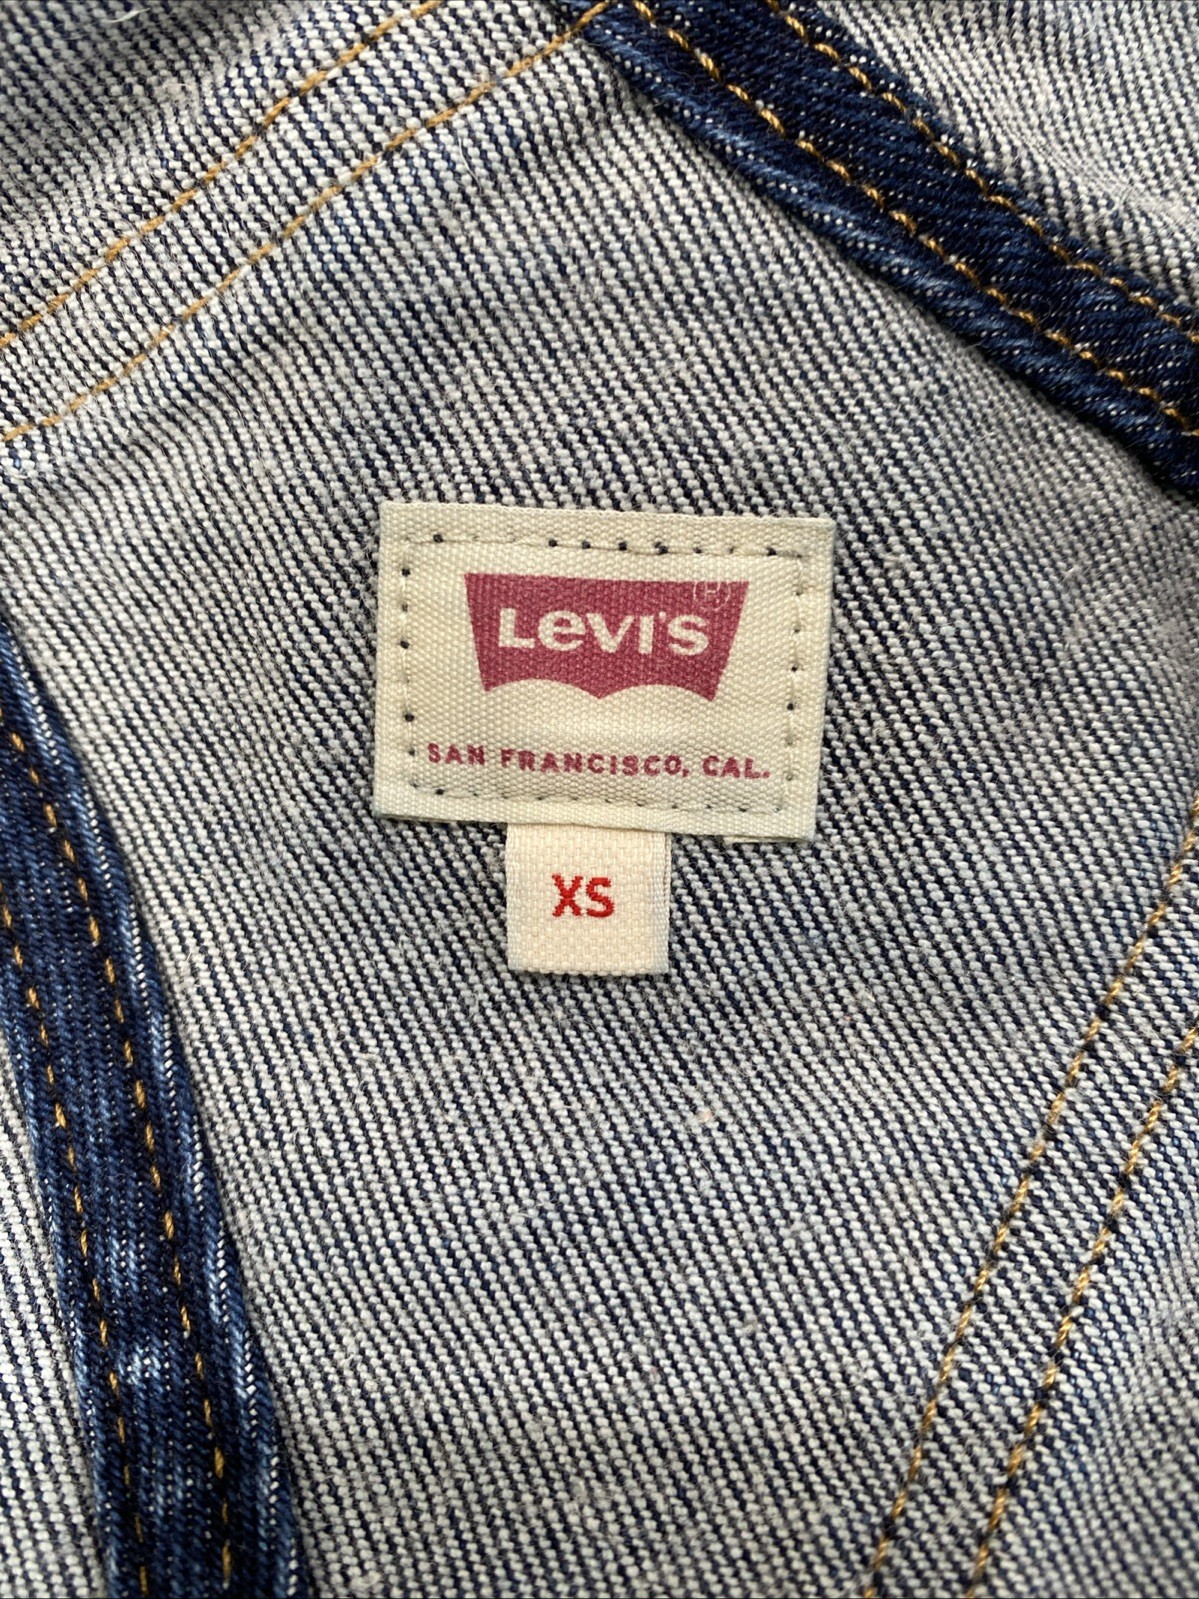 Levi's®
SAN FRANCISCO, CAL.
XS